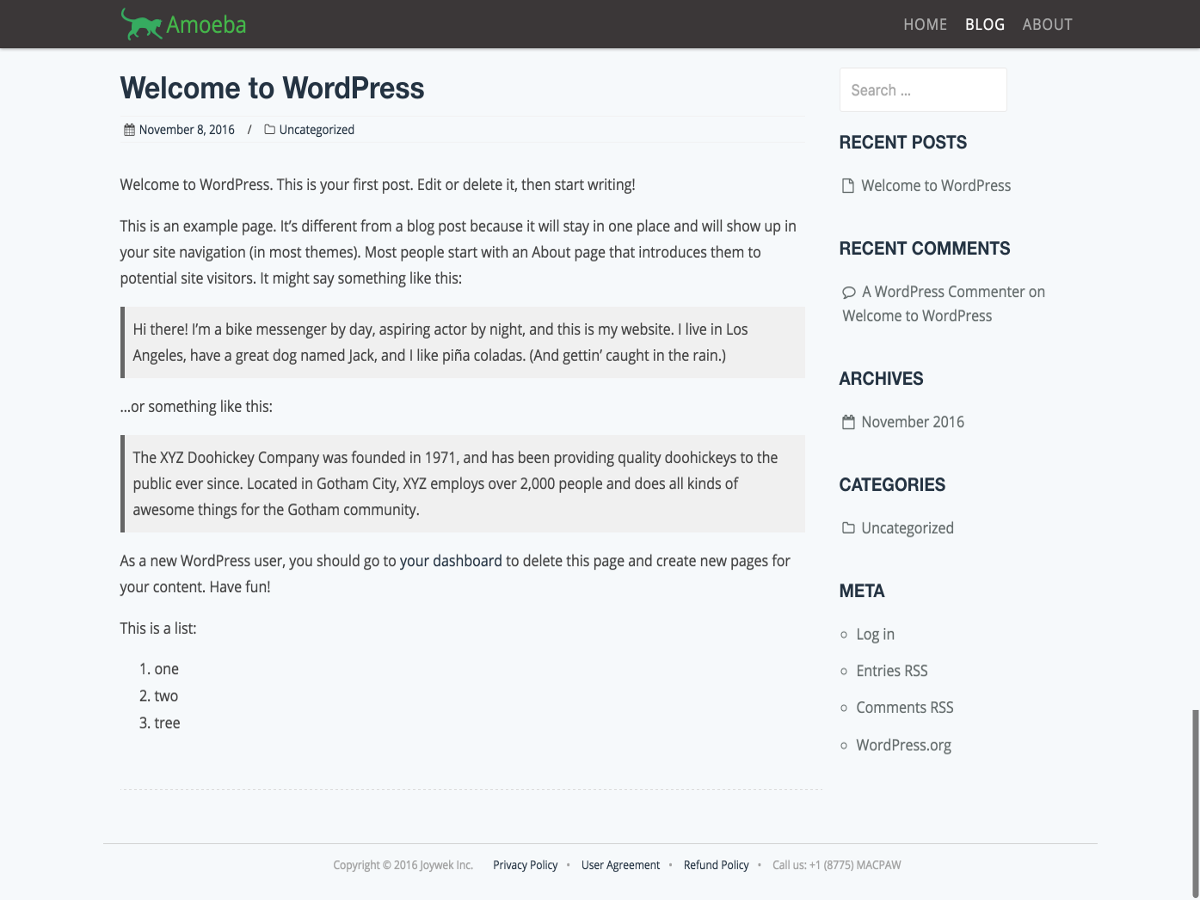 Amoeba
HOME BLOG ABOUT
Welcome to WordPress
November 8, 2016 / Uncategorized
Welcome to WordPress. This is your first post. Edit or delete it, then start writing!
This is an example page. It’s different from a blog post because it will stay in one place and will show up in
your site navigation (in most themes). Most people start with an About page that introduces them to
potential site visitors. It might say something like this:
Hi there! I’m a bike messenger by day, aspiring actor by night, and this is my website. I live in Los
Angeles, have a great dog named Jack, and I like piña coladas. (And gettin’ caught in the rain.)
…or something like this:
The XYZ Doohickey Company was founded in 1971, and has been providing quality doohickeys to the
public ever since. Located in Gotham City, XYZ employs over 2,000 people and does all kinds of
awesome things for the Gotham community.
As a new WordPress user, you should go to your dashboard to delete this page and create new pages for
your content. Have fun!
This is a list:
1. one
2. two
3. tree
Search ...
RECENT POSTS
Welcome to WordPress
RECENT COMMENTS
A WordPress Commenter on
Welcome to WordPress
ARCHIVES
November 2016
CATEGORIES
Uncategorized
META
Log in
Entries RSS
Comments RSS
WordPress.org
Copyright © 2016 Joywek Inc. Privacy Policy • User Agreement • Refund Policy • Call us: +1 (8775) MACPAW